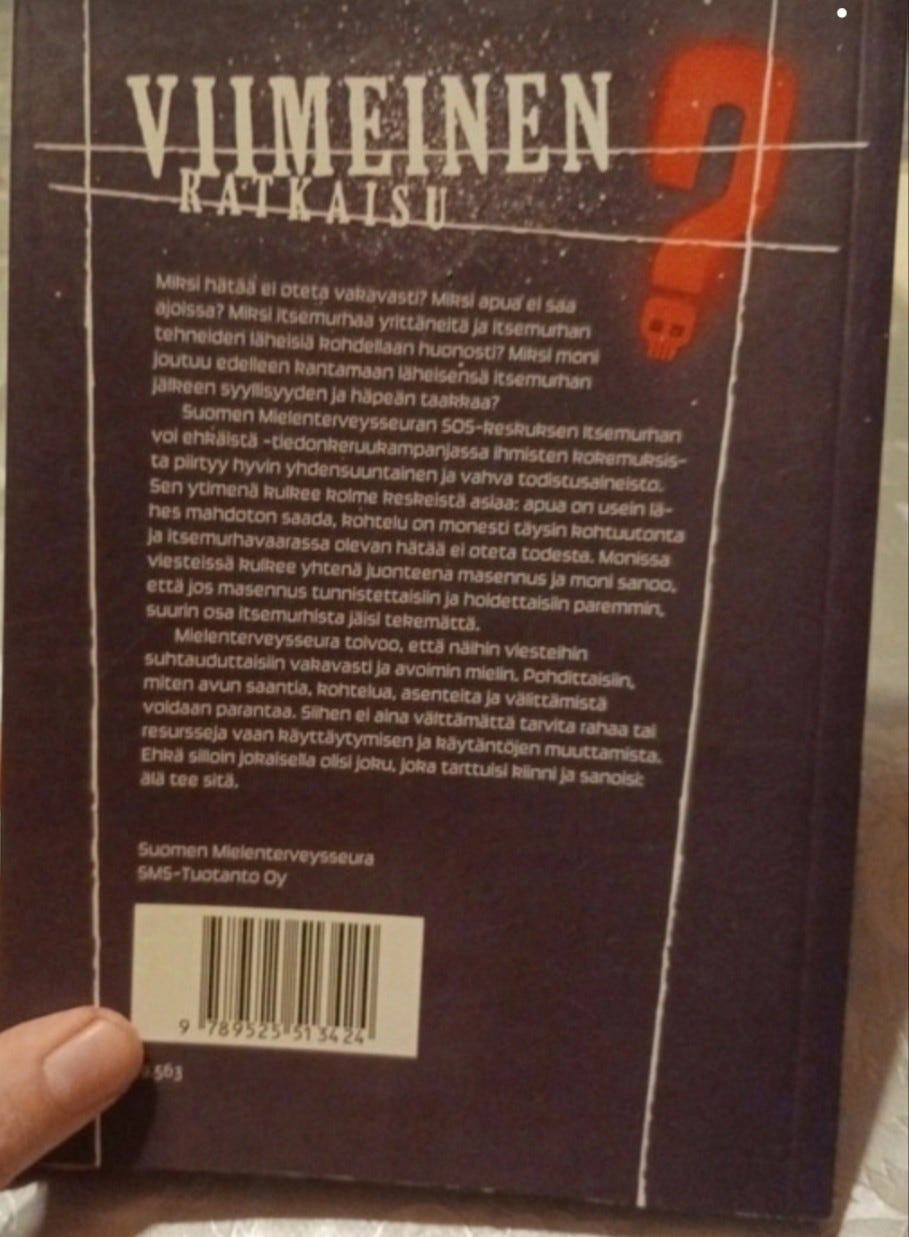 VIIMEINEN
RATKAISU
?
Miksi hätää ei oteta vakavasti? Miksi apua ei saa
ajoissa? Miksi itsemurhaa yrittäneitä ja itsemurhan
tehneiden läheisiä kohdellaan huonosti? Miksi moni
joutuu edelleen kantamaan läheisensä itsemurhan
jälkeen syyllisyyden ja häpeän taakkaa?
Suomen Mielenterveysseuran SOS-keskuksen Itsemurhan
voi ehkäistä -tiedonkeruukampanjassa ihmisten kokemuksis-
ta piirtyy hyvin yhdensuuntainen ja vahva todistusaineisto.
Sen ytimenä kulkee kolme keskeistä asiaa: apua on usein lä-
hes mahdoton saada, kohtelu on monesti täysin kohtuutonta
ja itsemurhavaarassa olevan hätää ei oteta todesta. Monissa
viesteissä kulkee yhtenä juonteena masennus ja moni sanoo,
että jos masennus tunnistettaisiin ja hoidettaisiin paremmin,
suurin osa itsemurhista jäisi tekemättä.
Mielenterveysseura toivoo, että näihin viesteihin
suhtauduttaisiin vakavasti ja avoimin mielin. Pohdittaisiin,
miten avun saantia, kohtelua, asenteita ja välittämistä
voidaan parantaa. Siihen ei aina välttämättä tarvita rahaa tai
resursseja vaan käyttäytymisen ja käytäntöjen muuttamista.
Ehkä silloin jokaisella olisi joku, joka tarttuisi kiinni ja sanoisi:
älä tee sitä.
Suomen Mielenterveysseura
SMS-Tuotanto Oy
9 789525 513424
563